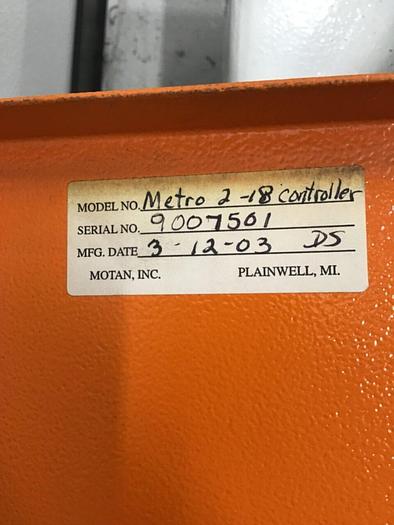 MODEL NO. Metro 2-18 controller
SERIAL NO. 9007501
MFG. DATE 3-12-03 DS
MOTAN, INC. PLAINWELL, MI.